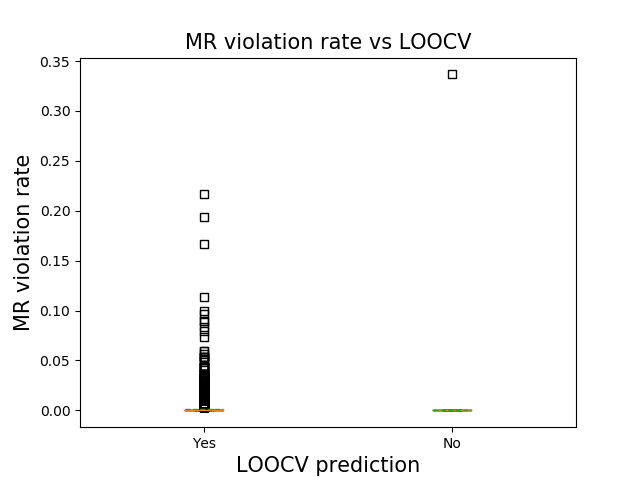 MR violation rate vs LOOCV
MR violation rate
0.35
0.30
0.25
0.20
0.15
0.10
0.05
0.00
Yes
No
LOOCV prediction